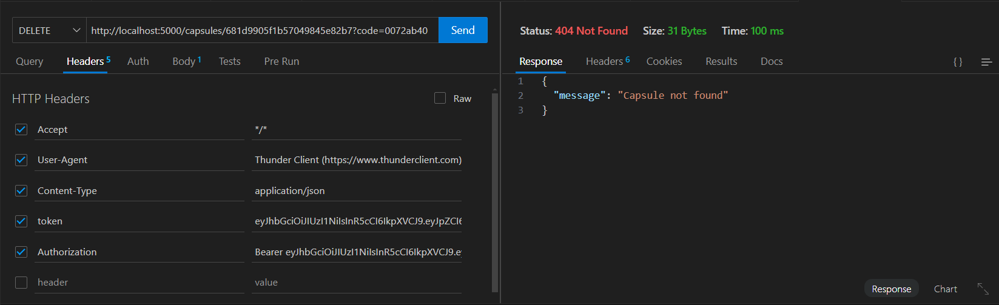 DELETE http://localhost:5000/capsules/681d9905f1b57049845e82b7?code=0072ab40 Send
Query Headers 5 Auth Body 1 Tests Pre Run
HTTP Headers Raw
Accept */*
User-Agent Thunder Client (https://www.thunderclient.com)
Content-Type application/json
token eyJhbGciOiJIUzI1NiIsInR5cCI6IkpXVCJ9.eyJpZCI6
Authorization Bearer eyJhbGciOiJIUzI1NiIsInR5cCI6IkpXVCJ9.ey
header value
Status: 404 Not Found Size: 31 Bytes Time: 100 ms
Response Headers 6 Cookies Results Docs {}
1 {
2 "message": "Capsule not found"
3 }
Response Chart